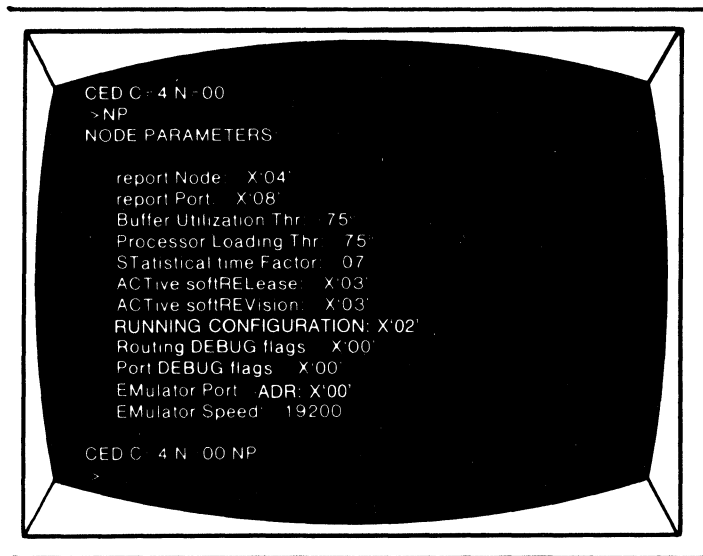 CED C=4 N=00
>NP
NODE PARAMETERS

report Node: X'04'
report Port: X'08'
Buffer Utilization Thr: 75%
Processor Loading Thr: 75%
STatistical time Factor: 07
ACTive softRELease: X'03'
ACTive softREVision: X'03'
RUNNING CONFIGURATION: X'02'
Routing DEBUG flags X'00'
Port DEBUG flags X'00'
EMulator Port ADR: X'00'
EMulator Speed: 19200

CED C=4 N=00 NP
>